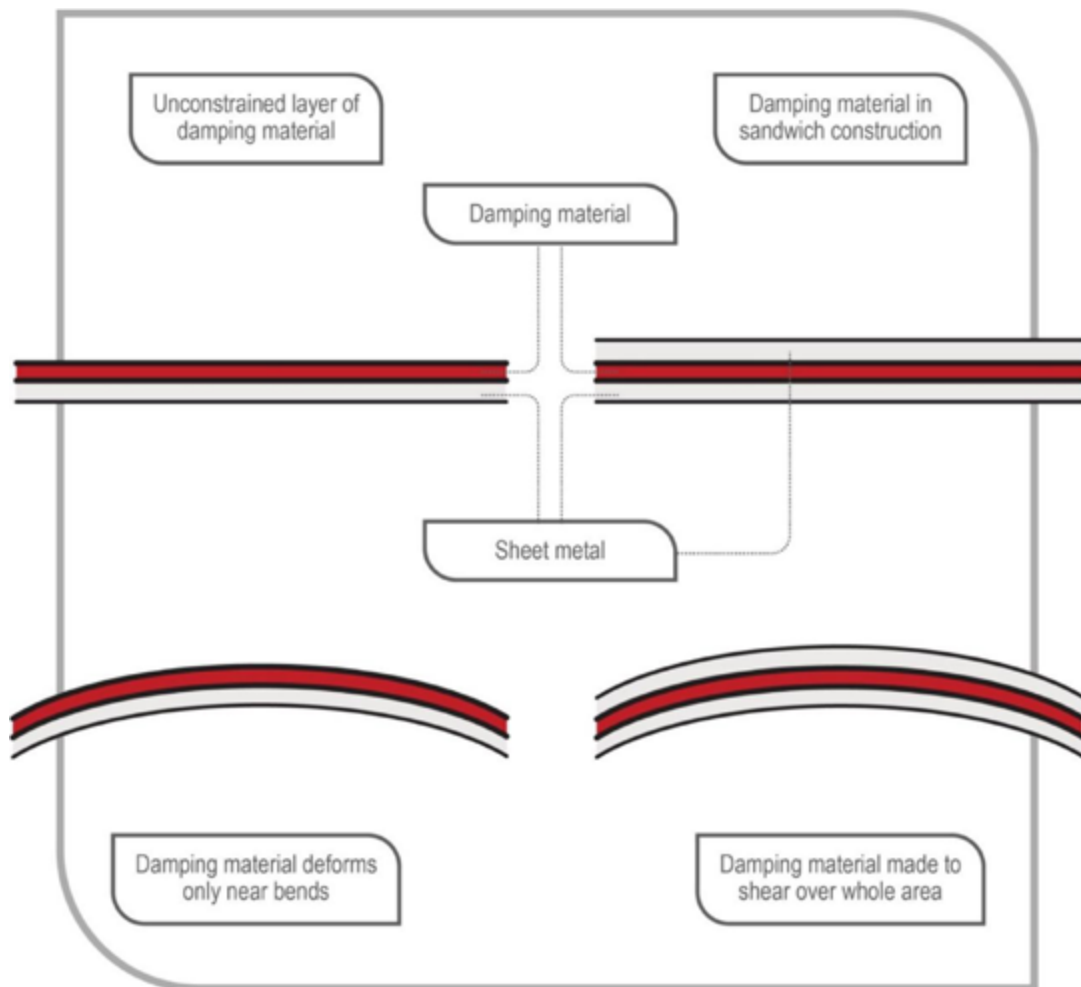 Unconstrained layer of
damping material
Damping material in
sandwich construction
Damping material
Sheet metal
Damping material deforms
only near bends
Damping material made to
shear over whole area